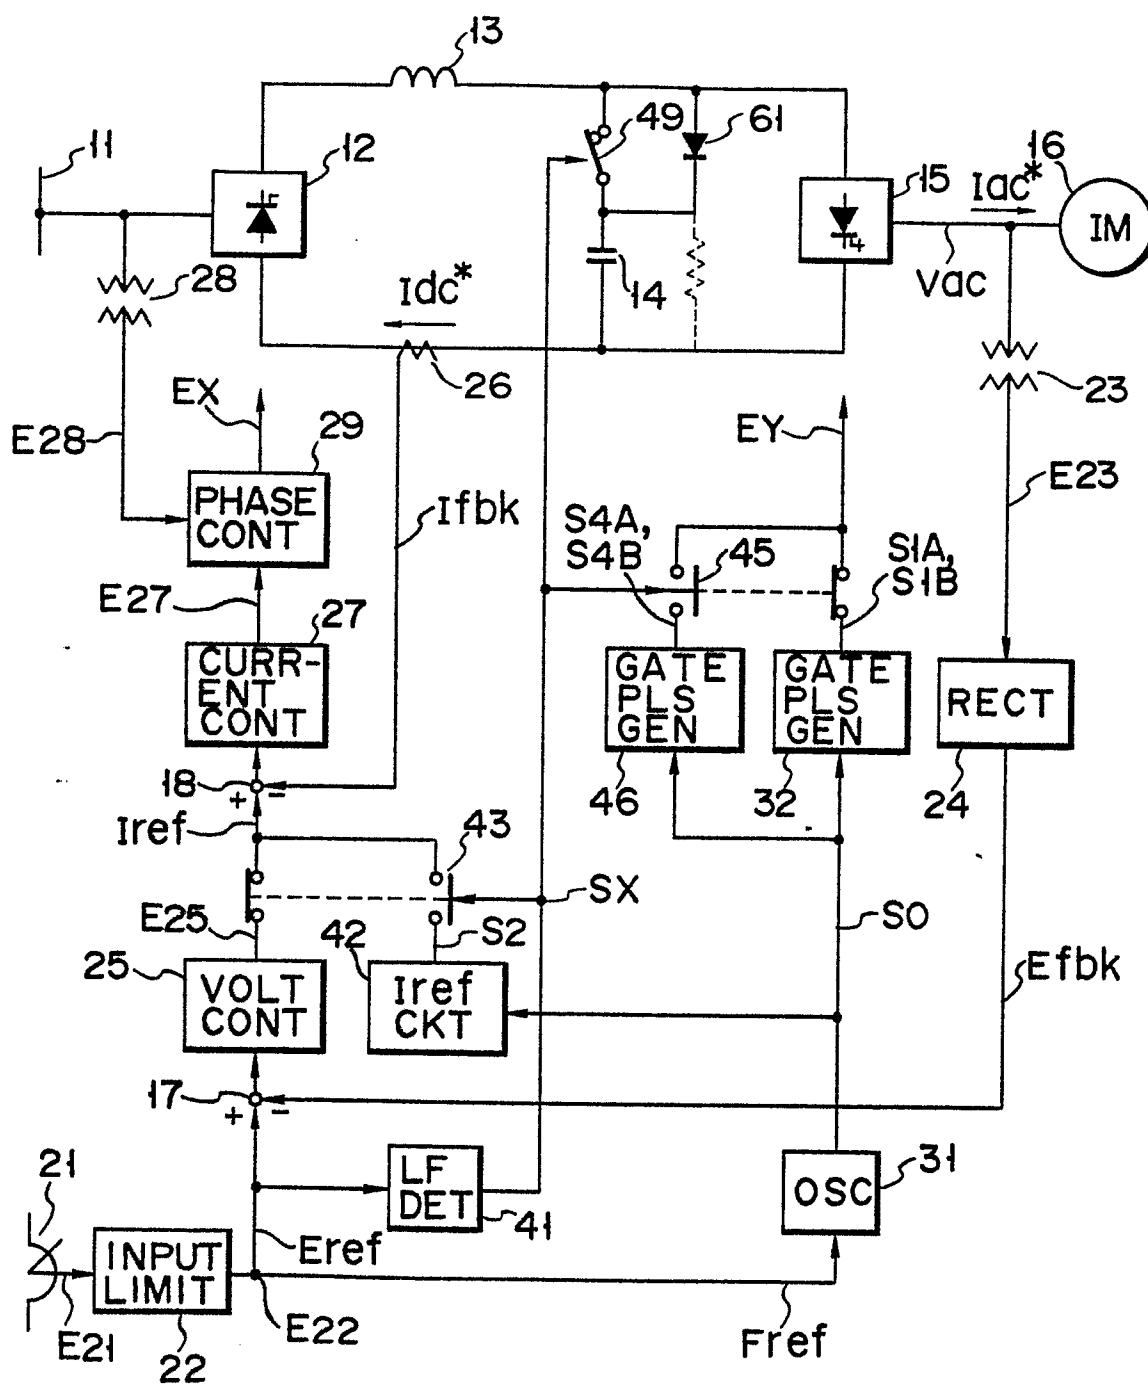 13
11
12
49
61
15
16
Iac*
IM
28
Idc*
14
Vac
26
23
EX
29
EY
E28
PHASE
CONT
Ifbk
S4A,
S4B
45
S1A,
S1B
E23
E27
27
CURR-
ENT
CONT
GATE
PLS
GEN
GATE
PLS
GEN
RECT
18
+
-
46
32
24
Iref
43
SX
S0
E25
42
S2
25
VOLT
CONT
Iref
CKT
Efbk
17
+
-
21
LF
DET
41
OSC
31
INPUT
LIMIT
Eref
E21
22
E22
Fref